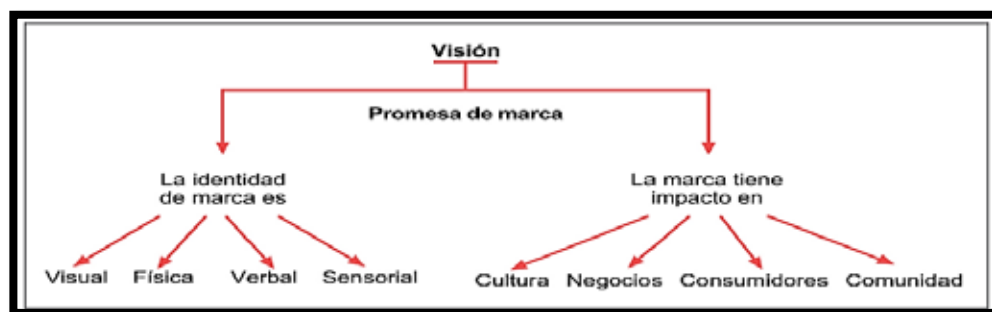 Visión
Promesa de marca
La identidad
de marca es
La marca tiene
impacto en
Visual Física Verbal Sensorial
Cultura Negocios Consumidores Comunidad